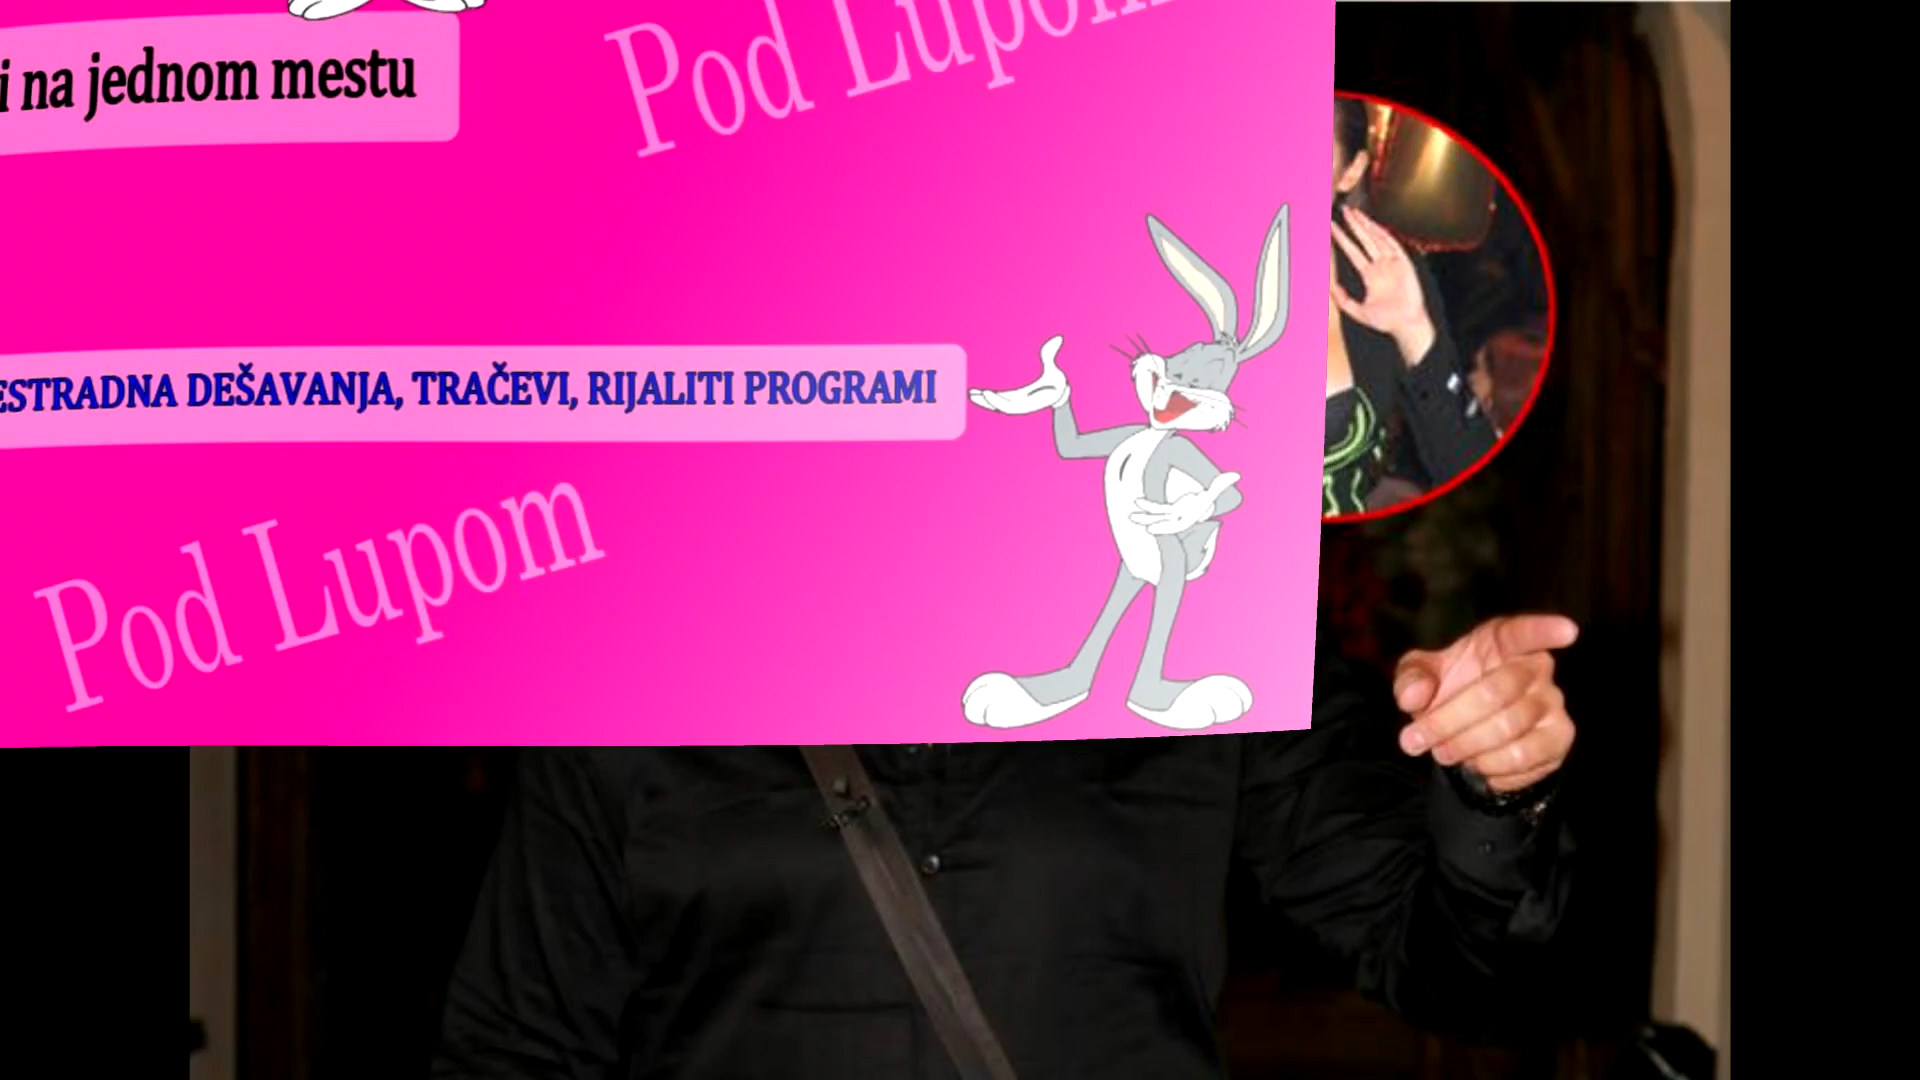 i na jednom mestu
Pod Lupom
ESTRADNA DEŠAVANJA, TRAČEVI, RIJALITI PROGRAMI
Pod Lupom